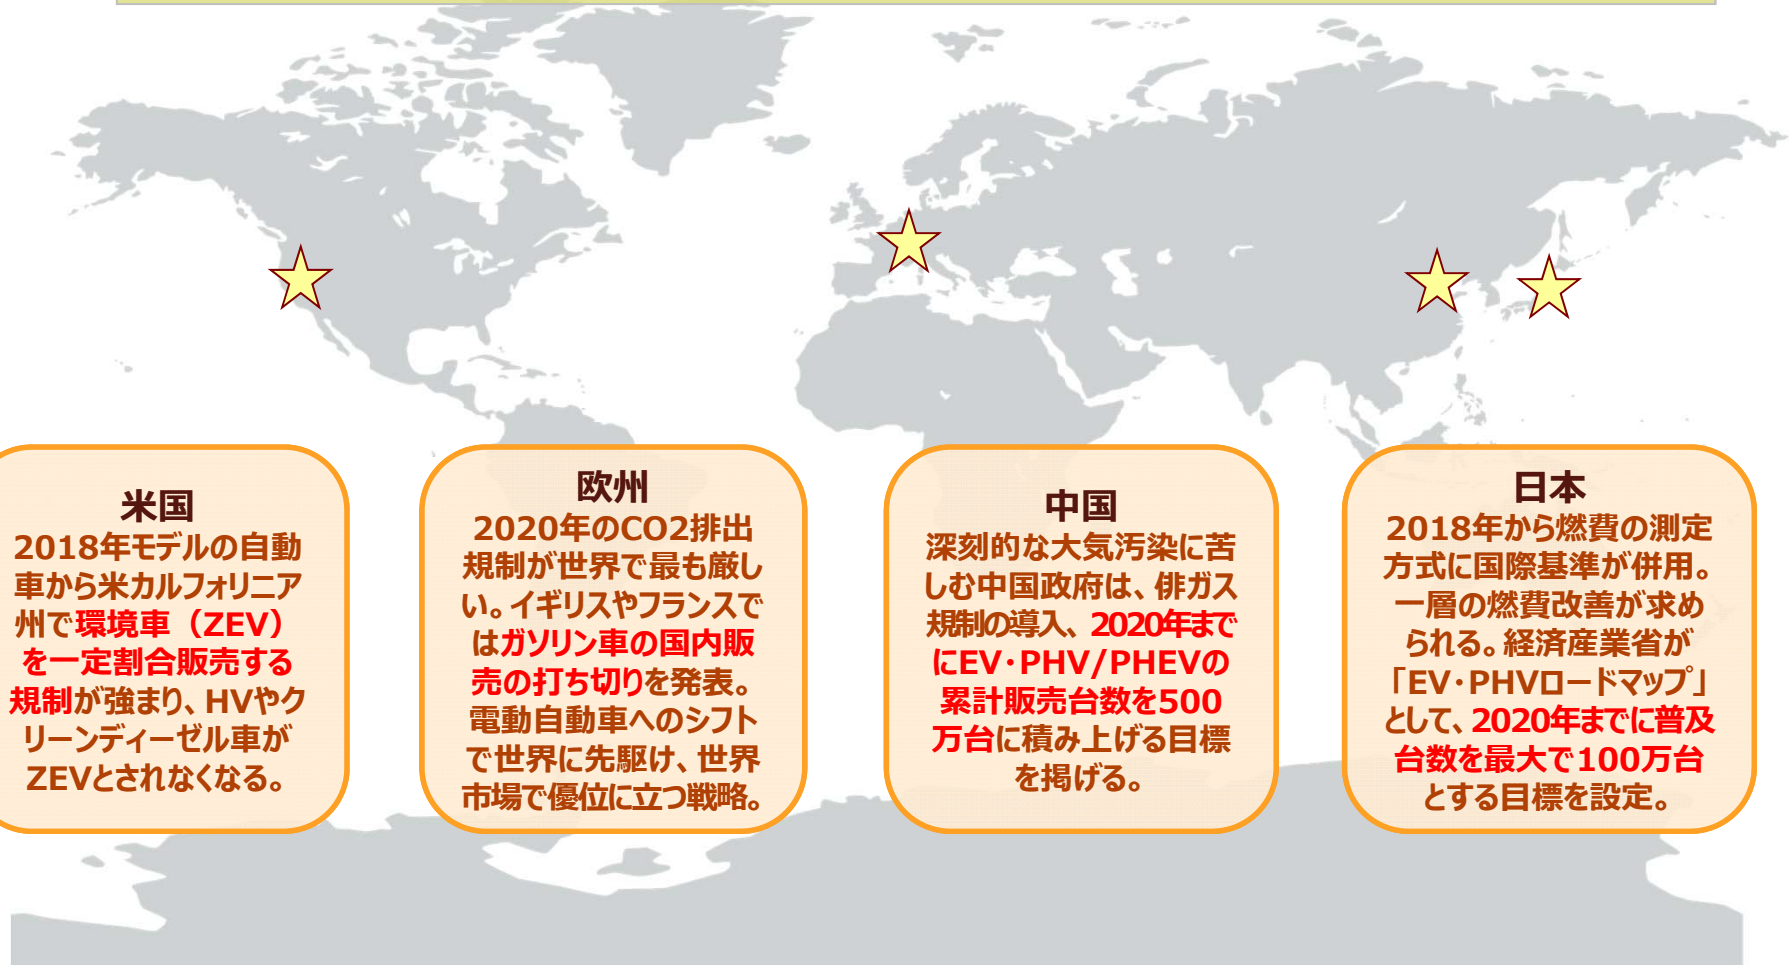 米国
2018年モデルの自動
車から米カルフォリニア
州で環境車（ZEV）
を一定割合販売する
規制が強まり、HVやク
リーンディーゼル車が
ZEVとされなくなる。
欧州
2020年のCO2排出
規制が世界で最も厳し
い。イギリスやフランスで
はガソリン車の国内販
売の打ち切りを発表。
電動自動車へのシフト
で世界に先駆け、世界
市場で優位に立つ戦略。
中国
深刻的な大気汚染に苦
しむ中国政府は、俳ガス
規制の導入、2020年まで
にEV･PHV/PHEVの
累計販売台数を500
万台に積み上げる目標
を掲げる。
日本
2018年から燃費の測定
方式に国際基準が併用。
一層の燃費改善が求め
られる。経済産業省が
「EV･PHVロードマップ」
として、2020年までに普及
台数を最大で100万台
とする目標を設定。